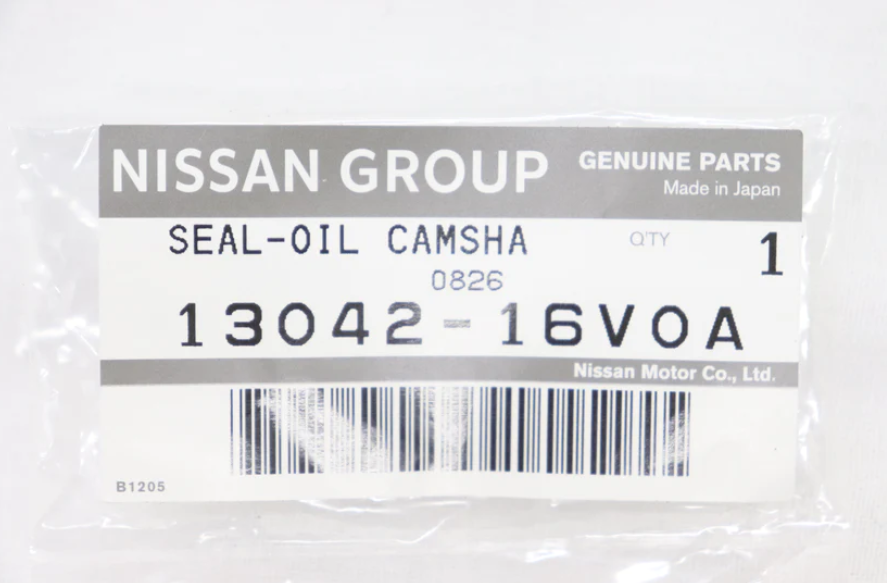 NISSAN GROUP GENUINE PARTS
Made in Japan
SEAL-OIL CAMSHA Q'TY 1
0826
13042-16V0A
Nissan Motor Co., Ltd.
B1205